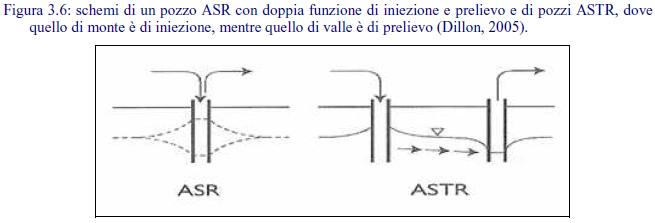 Figura 3.6: schemi di un pozzo ASR con doppia funzione di iniezione e prelievo e di pozzi ASTR, dove
quello di monte è di iniezione, mentre quello di valle è di prelievo (Dillon, 2005).
ASR
ASTR